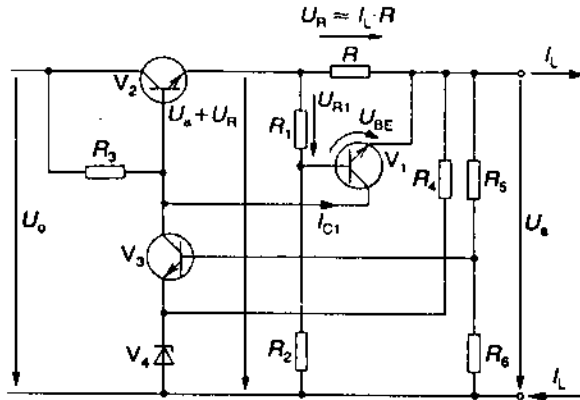 U_R ≈ I_L·R
I_L
V_2
R
U_a + U_R
R_1
U_R1
U_BE
V_1
R_3
R_4
R_5
U_o
I_C1
U_a
V_3
V_4
R_2
R_6
I_L